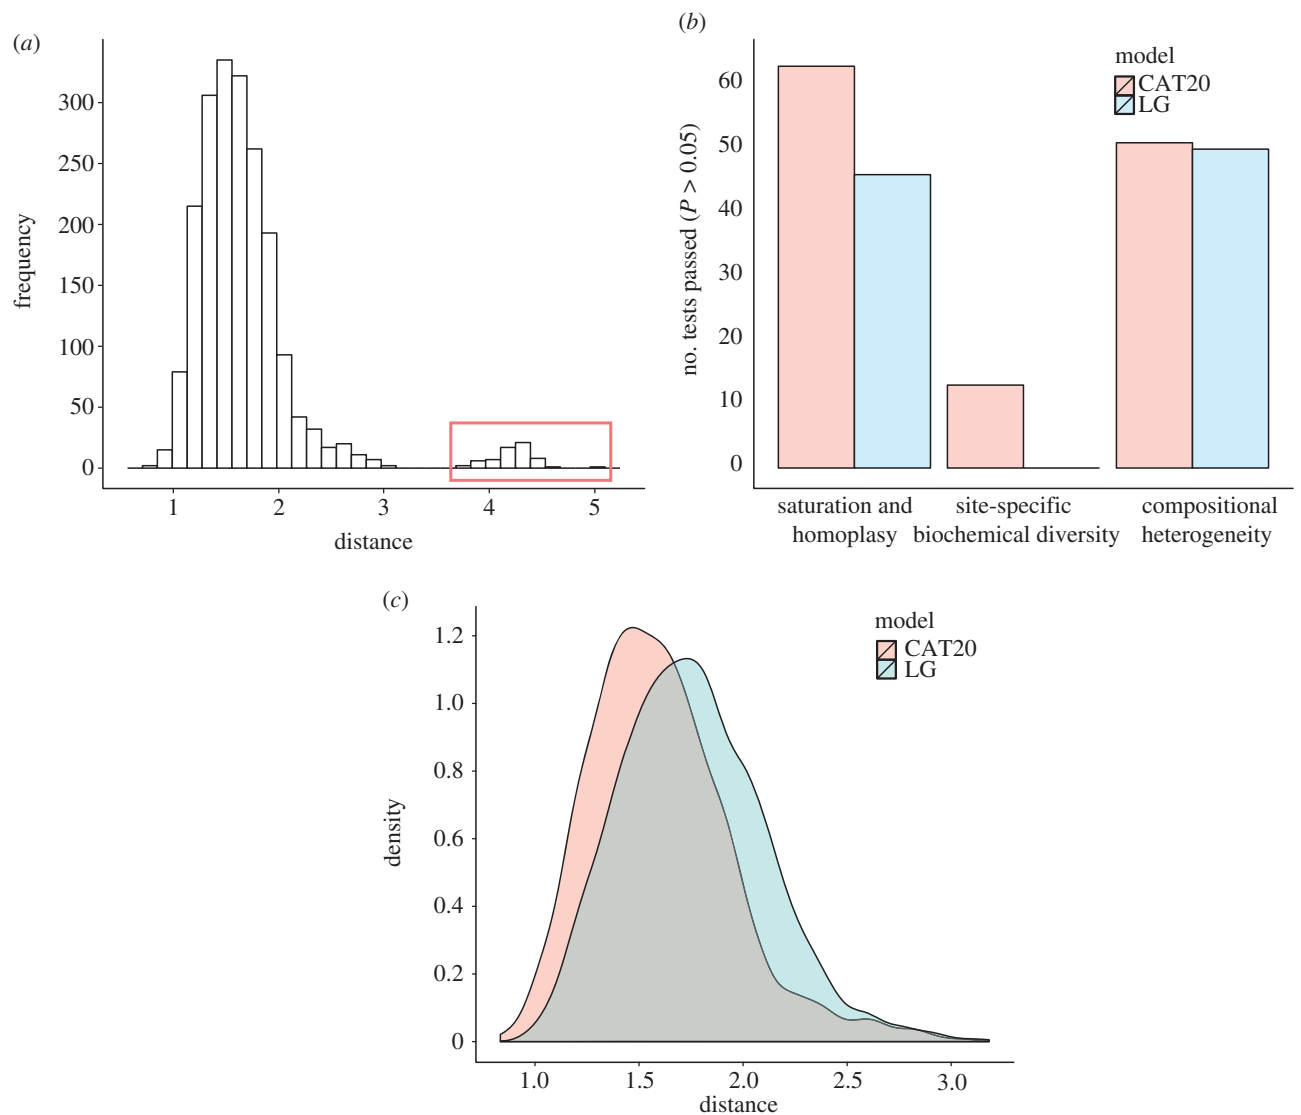 (a)
300
250
200
150
100
50
0
frequency
1 2 3 4 5
distance
(b)
60
50
40
30
20
10
0
no. tests passed (P > 0.05)
model
CAT20
LG
saturation and
homoplasy
site-specific
biochemical diversity
compositional
heterogeneity
(c)
1.2
1.0
0.8
0.6
0.4
0.2
0
density
model
CAT20
LG
1.0 1.5 2.0 2.5 3.0
distance